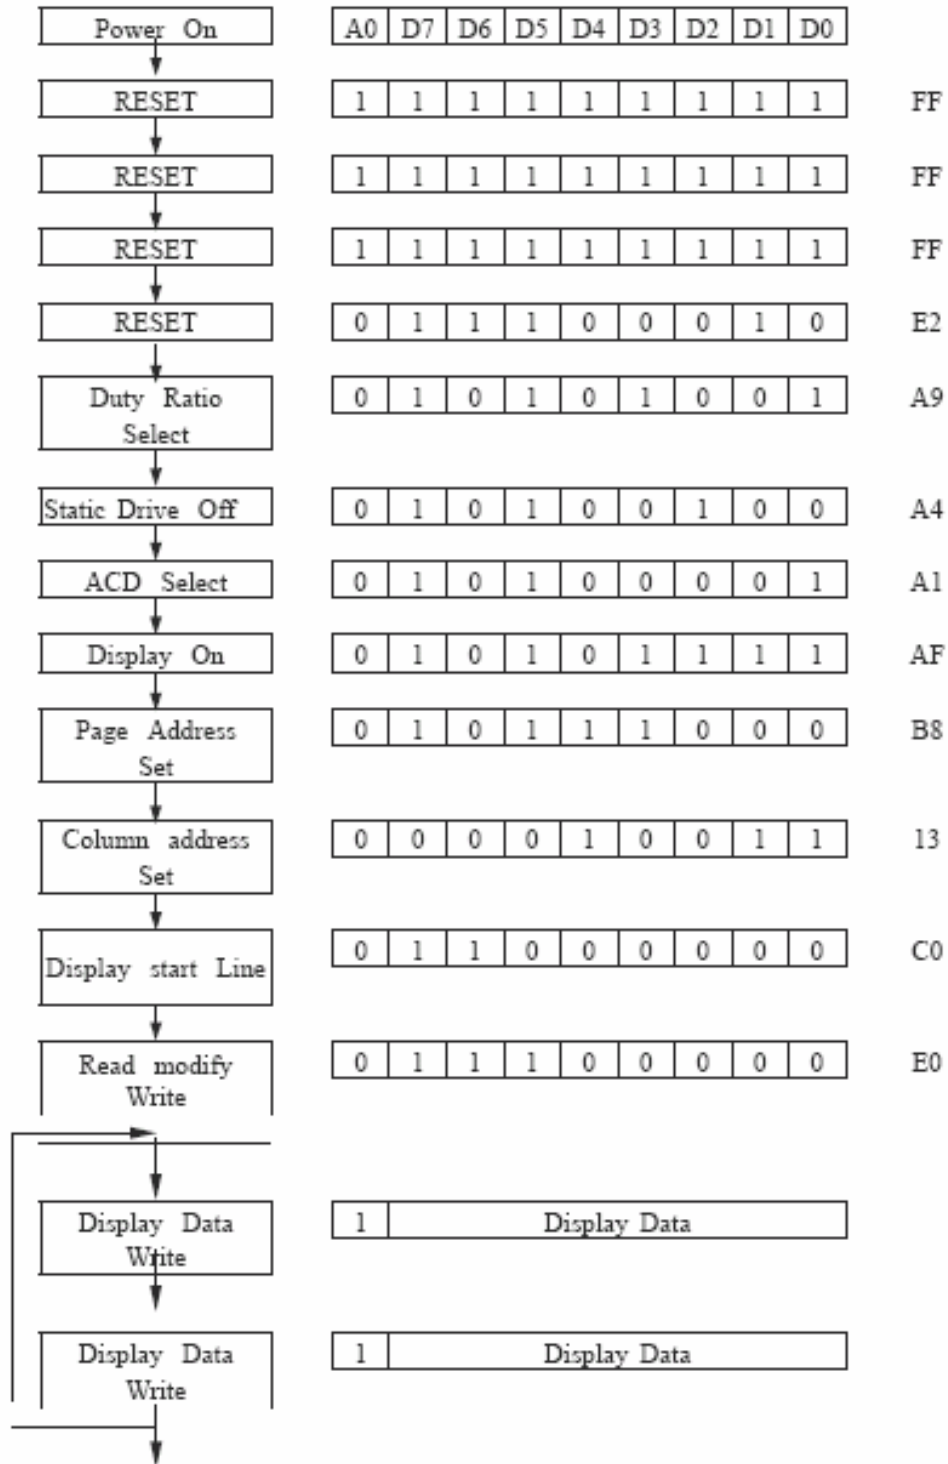 Power On A0 D7 D6 D5 D4 D3 D2 D1 D0
RESET 1 1 1 1 1 1 1 1 1 FF
RESET 1 1 1 1 1 1 1 1 1 FF
RESET 1 1 1 1 1 1 1 1 1 FF
RESET 0 1 1 1 0 0 0 1 0 E2
Duty Ratio 0 1 0 1 0 1 0 0 1 A9
Select
Static Drive Off 0 1 0 1 0 0 1 0 0 A4
ACD Select 0 1 0 1 0 0 0 0 1 A1
Display On 0 1 0 1 0 1 1 1 1 AF
Page Address 0 1 0 1 1 1 0 0 0 B8
Set
Column address 0 0 0 0 1 0 0 1 1 13
Set
Display start Line 0 1 1 0 0 0 0 0 0 C0
Read modify 0 1 1 1 0 0 0 0 0 E0
Write
Display Data 1 Display Data
Write
Display Data 1 Display Data
Write